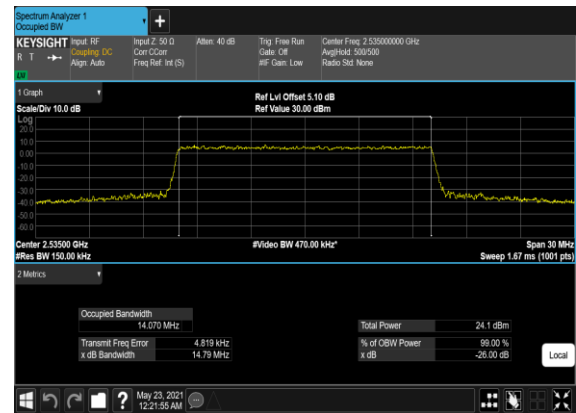 Spectrum Analyzer 1
Occupied BW
+
KEYSIGHT Input: RF Input Z: 50 Ω Atten: 40 dB Trig: Free Run Center Freq: 2.535000000 GHz
R T Coupling: DC Corr CCorr Gate: Off Avg|Hold: 500/500
Align: Auto Freq Ref: Int (S) #IF Gain: Low Radio Std: None
LW
1 Graph
Ref Lvl Offset 5.10 dB
Scale/Div 10.0 dB Ref Value 30.00 dBm
Log
20.0
10.0
0.00
-10.0
-20.0
-30.0
-40.0
-50.0
-60.0
Center 2.53500 GHz #Video BW 470.00 kHz* Span 30 MHz
#Res BW 150.00 kHz Sweep 1.67 ms (1001 pts)
2 Metrics
Occupied Bandwidth
14.070 MHz Total Power 24.1 dBm
Transmit Freq Error 4.819 kHz % of OBW Power 99.00 %
x dB Bandwidth 14.79 MHz x dB -26.00 dB
Local
? May 23, 2021
12:21:55 AM